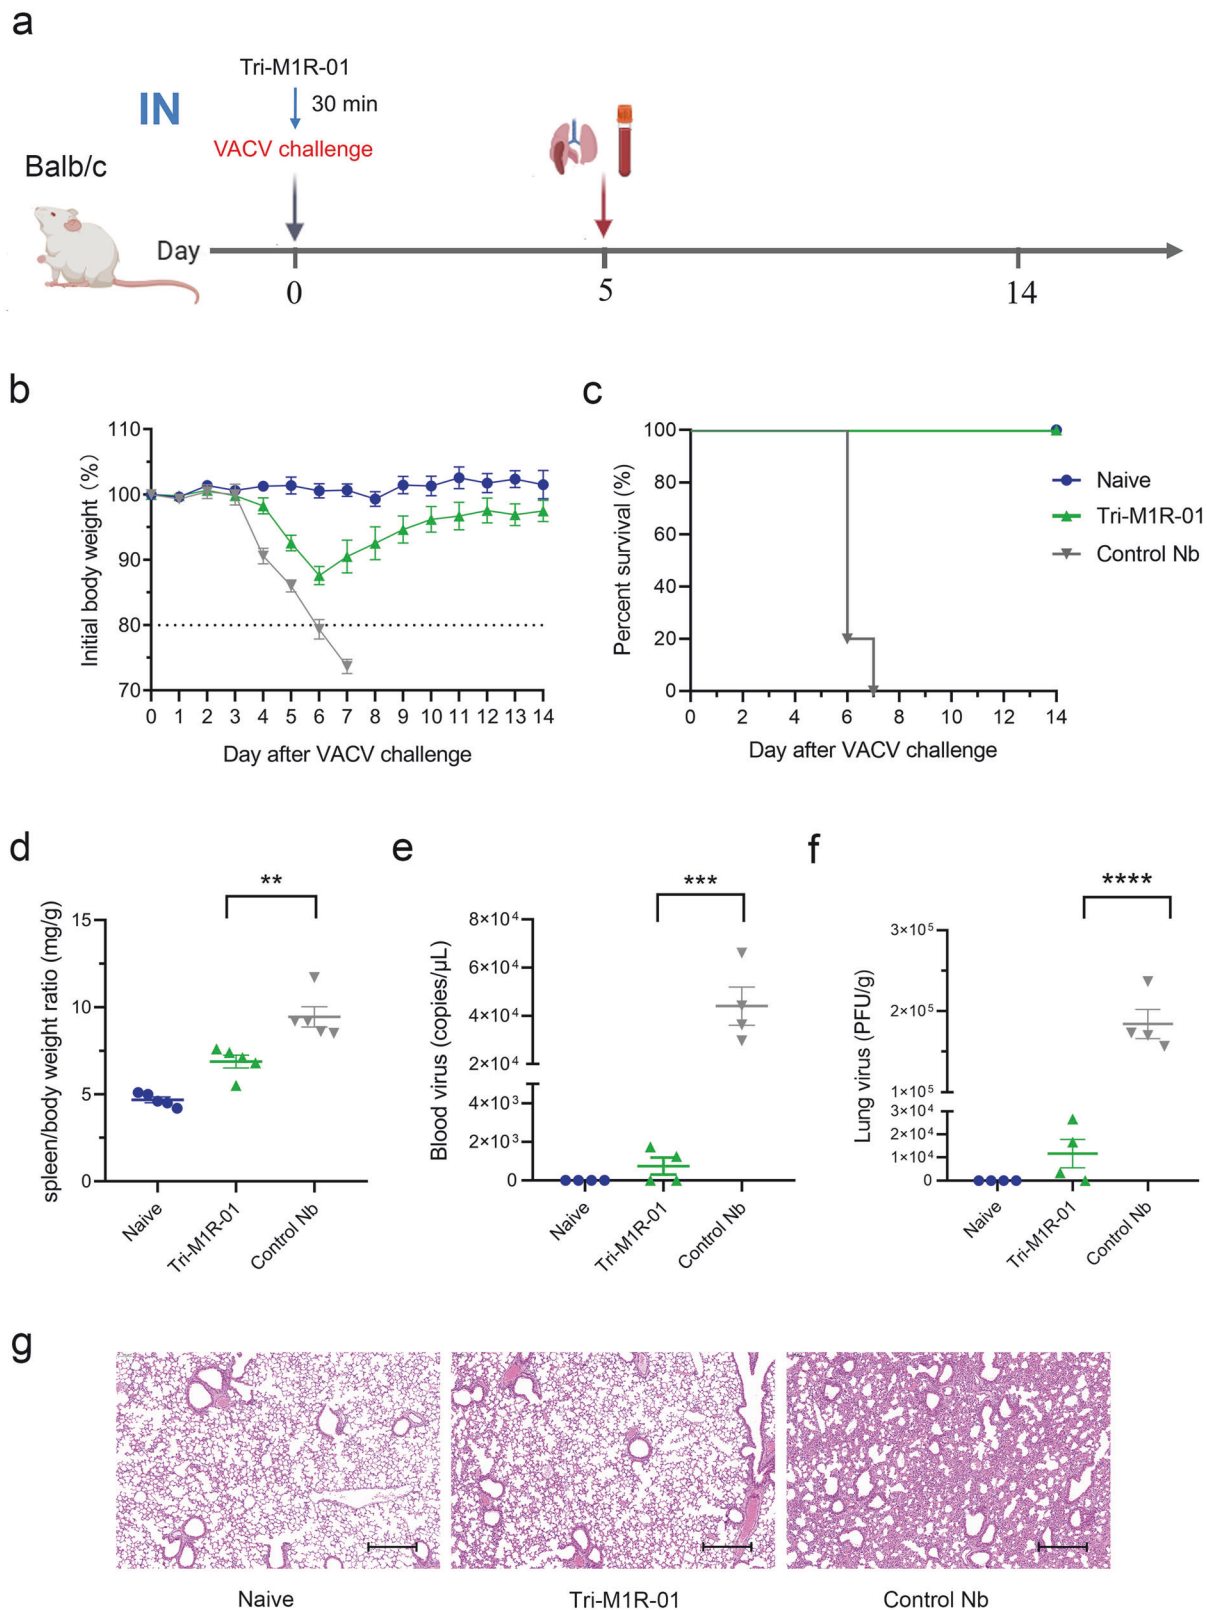 a
Tri-M1R-01
IN
30 min
VACV challenge
Balb/c
Day
0
5
14
b
110
100
90
80
70
Initial body weight (%)
0 1 2 3 4 5 6 7 8 9 10 11 12 13 14
Day after VACV challenge
c
100
80
60
40
20
0
Percent survival (%)
0 2 4 6 8 10 12 14
Day after VACV challenge
Naive
Tri-M1R-01
Control Nb
d
**
15
10
5
0
spleen/body weight ratio (mg/g)
Naive
Tri-M1R-01
Control Nb
e
***
8×10⁴
6×10⁴
4×10⁴
2×10⁴
4×10³
2×10³
0
Blood virus (copies/μL)
Naive
Tri-M1R-01
Control Nb
f
****
3×10⁵
2×10⁵
1×10⁵
3×10⁴
2×10⁴
1×10⁴
0
Lung virus (PFU/g)
Naive
Tri-M1R-01
Control Nb
g
Naive
Tri-M1R-01
Control Nb